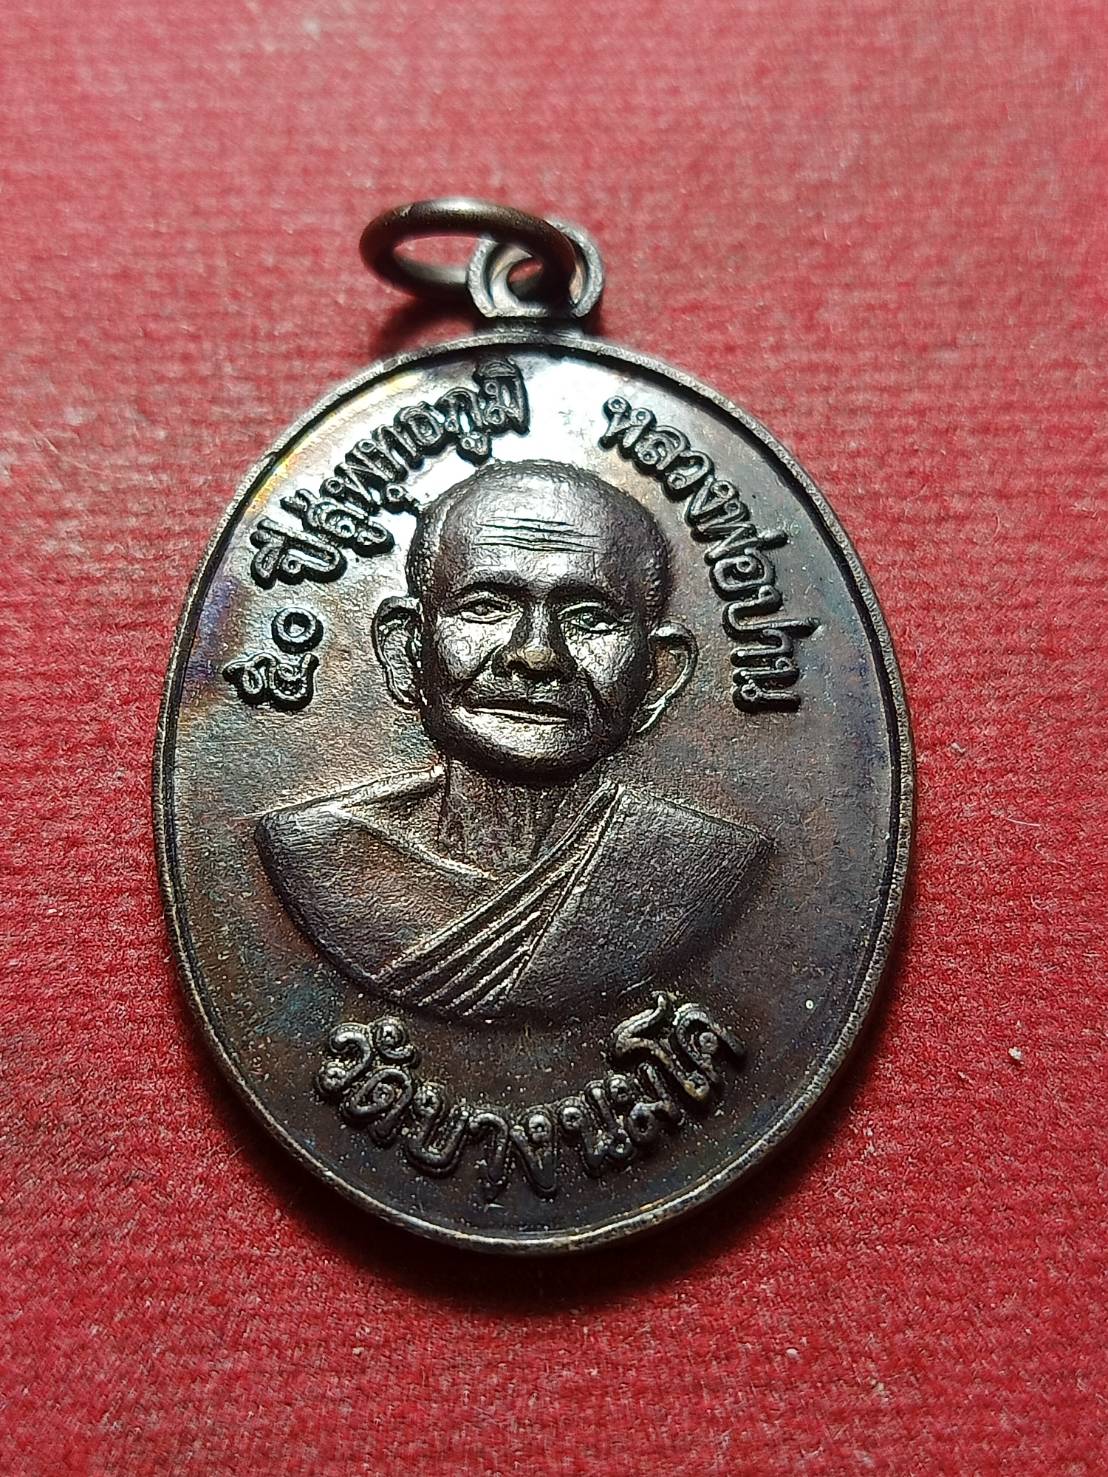 ๕๐ ปีสู่พุทธภูมิ
หลวงพ่อปาน
วัดบางนมโค